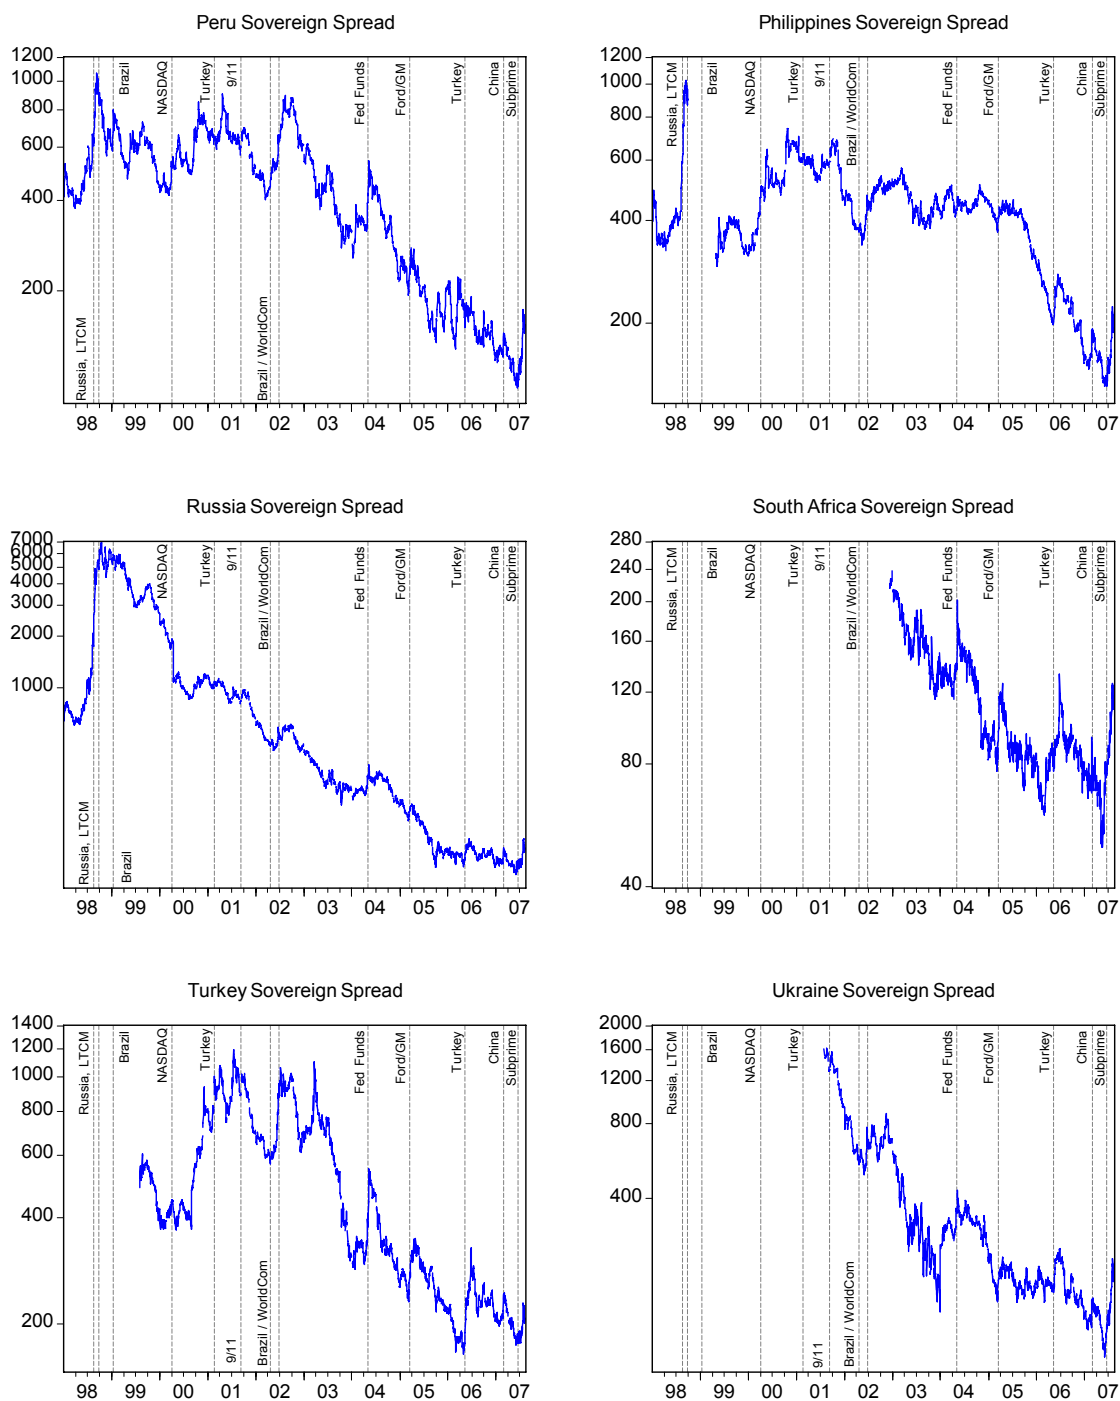 Peru Sovereign Spread
1200
1000
800
600
400
200
Russia, LTCM
Brazil
NASDAQ
Turkey
9/11
Brazil / WorldCom
Fed Funds
Ford/GM
Turkey
China
Subprime
98 99 00 01 02 03 04 05 06 07
Philippines Sovereign Spread
1200
1000
800
600
400
200
Russia, LTCM
Brazil
NASDAQ
Turkey
9/11
Brazil / WorldCom
Fed Funds
Ford/GM
Turkey
China
Subprime
98 99 00 01 02 03 04 05 06 07
Russia Sovereign Spread
7000
6000
5000
4000
3000
2000
1000
Russia, LTCM
Brazil
NASDAQ
Turkey
9/11
Brazil / WorldCom
Fed Funds
Ford/GM
Turkey
China
Subprime
98 99 00 01 02 03 04 05 06 07
South Africa Sovereign Spread
280
240
200
160
120
80
40
Russia, LTCM
Brazil
NASDAQ
Turkey
9/11
Brazil / WorldCom
Fed Funds
Ford/GM
Turkey
China
Subprime
98 99 00 01 02 03 04 05 06 07
Turkey Sovereign Spread
1400
1200
1000
800
600
400
200
Russia, LTCM
Brazil
NASDAQ
Turkey
9/11
Brazil / WorldCom
Fed Funds
Ford/GM
Turkey
China
Subprime
98 99 00 01 02 03 04 05 06 07
Ukraine Sovereign Spread
2000
1600
1200
800
400
Russia, LTCM
Brazil
NASDAQ
Turkey
9/11
Brazil / WorldCom
Fed Funds
Ford/GM
Turkey
China
Subprime
98 99 00 01 02 03 04 05 06 07